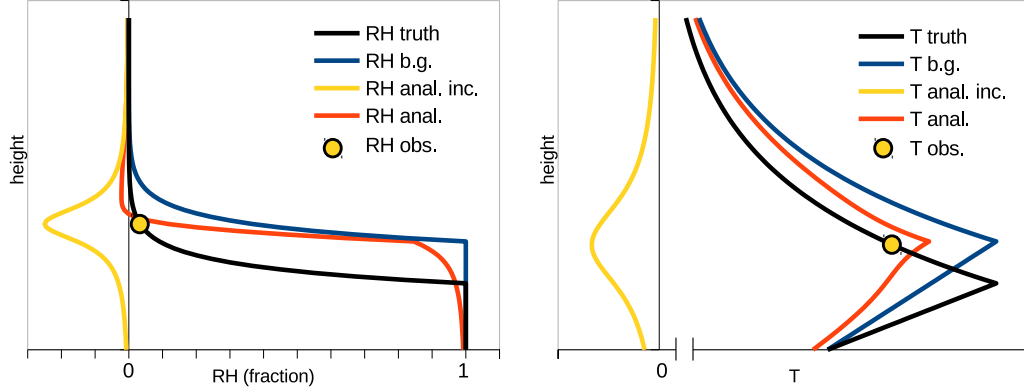 RH truth
RH b.g.
RH anal. inc.
RH anal.
RH obs.
height
0
RH (fraction)
1
T truth
T b.g.
T anal. inc.
T anal.
T obs.
height
0
T